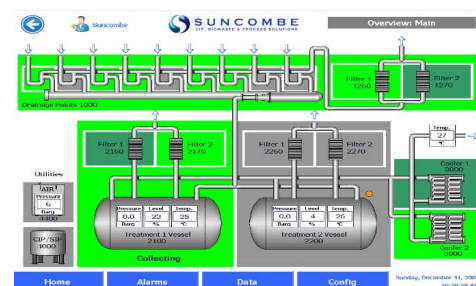 Suncombe
SUNCOMBE
CIP, BIOWASTE & PROCESS SOLUTIONS
Overview: Main
Filter 1
1260
Filter 2
1270
Drainage Points 1000
Temp.
27
°C
Filter 1
2160
Filter 2
2170
Filter 1
2260
Filter 2
2270
Cooler 1
3800
Utilities
AIR
Pressure
6
Barg
4400
Pressure Level Temp.
0.0 23 25
Barg % °C
Treatment 1 Vessel
2100
Pressure Level Temp.
0.0 4 26
Barg % °C
Treatment 2 Vessel
2200
CIP/SIP
4000
Cooler 2
3900
Collecting
Home
Alarms
Data
Config
Sunday, December 31, 200